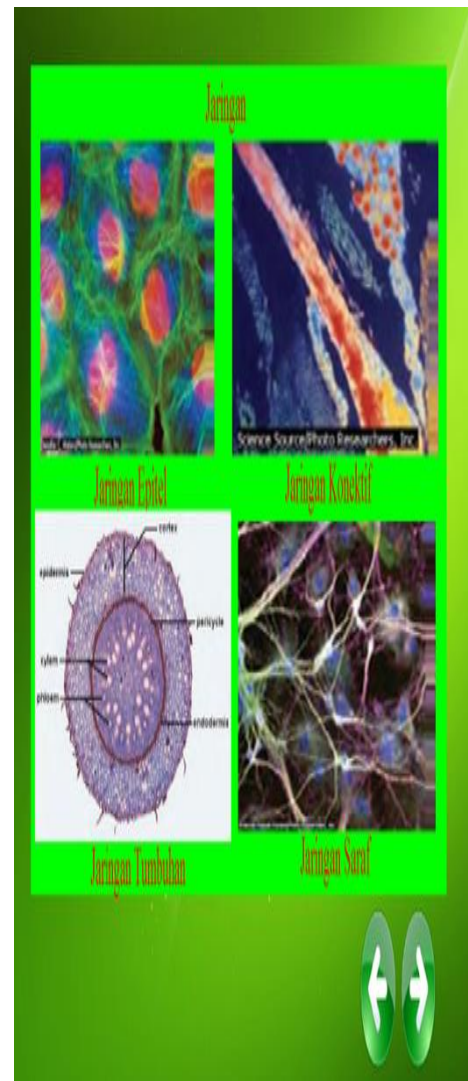 Jaringan
Science Source/Photo Researchers, Inc
Jaringan Epitel
Jaringan Konektif
cortex
epidermis
pericycle
xylem
phloem
endodermis
Jaringan Tumbuhan
Jaringan Saraf